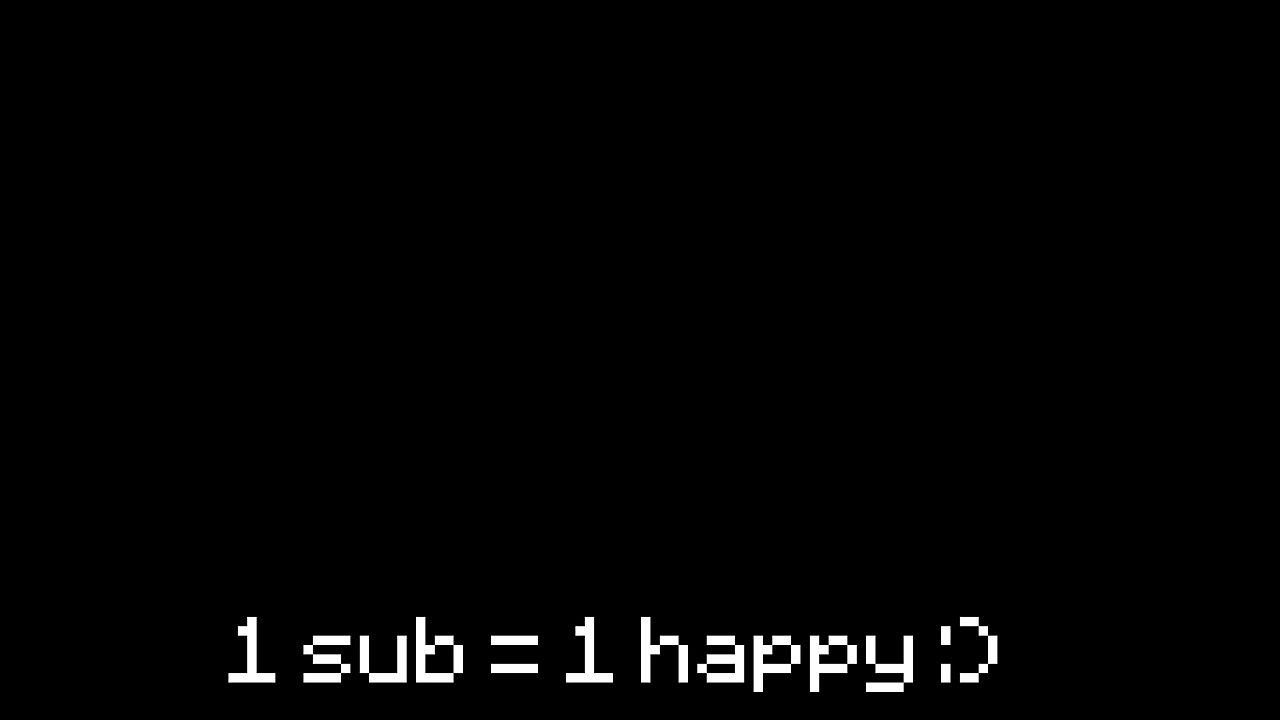 1 sub = 1 happy :)